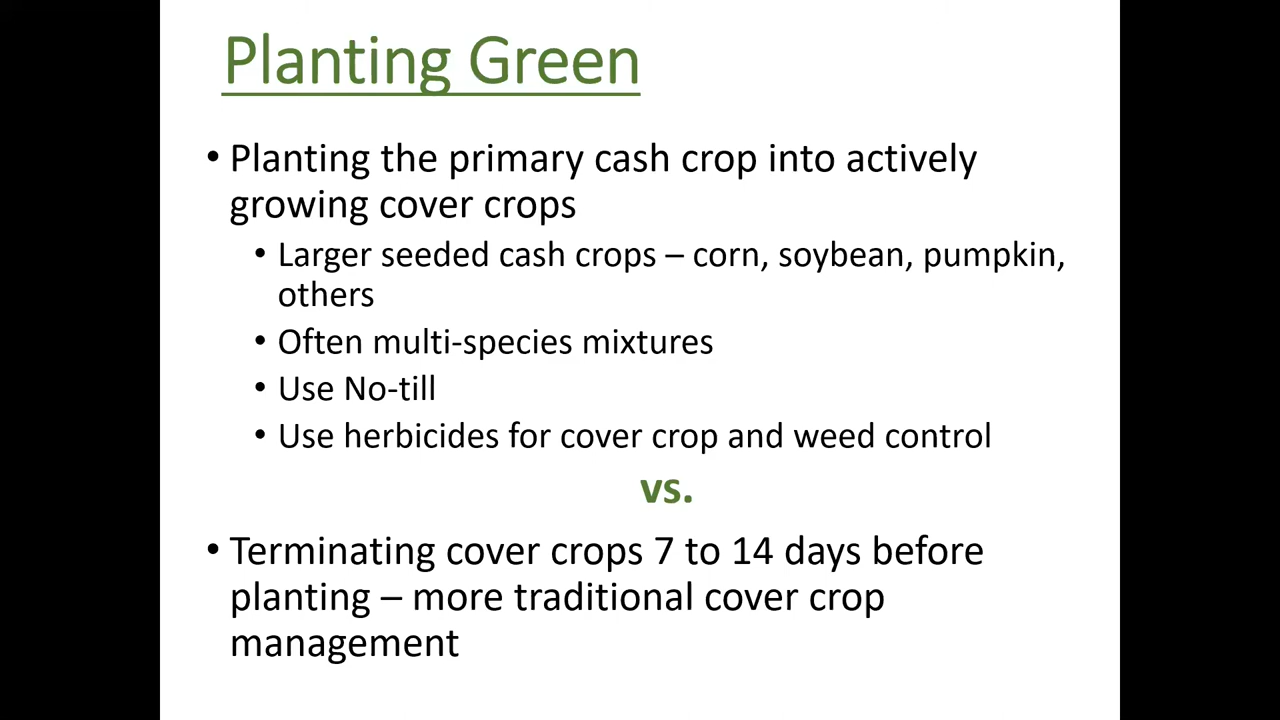 Planting Green
• Planting the primary cash crop into actively
growing cover crops
• Larger seeded cash crops – corn, soybean, pumpkin,
others
• Often multi-species mixtures
• Use No-till
• Use herbicides for cover crop and weed control
vs.
• Terminating cover crops 7 to 14 days before
planting – more traditional cover crop
management